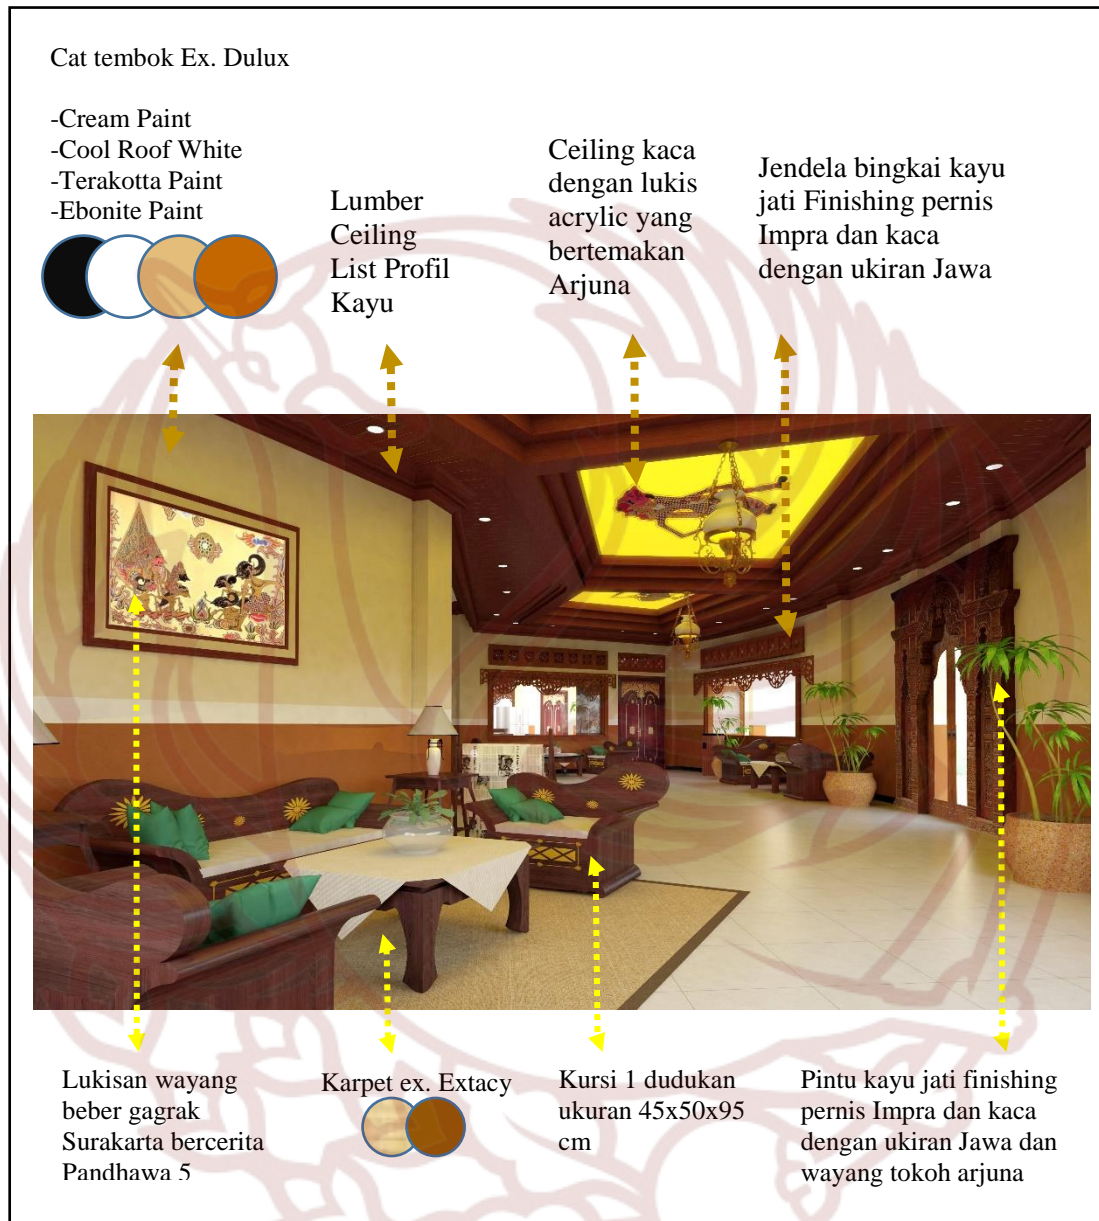 Cat tembok Ex. Dulux
-Cream Paint
-Cool Roof White
-Terakotta Paint
-Ebonite Paint
Lumber
Ceiling
List Profil
Kayu
Ceiling kaca
dengan lukis
acrylic yang
bertemakan
Arjuna
Jendela bingkai kayu
jati Finishing pernis
Impra dan kaca
dengan ukiran Jawa
Lukisan wayang
beber gagrak
Surakarta bercerita
Pandhawa 5
Karpet ex. Extacy
Kursi 1 dudukan
ukuran 45x50x95
cm
Pintu kayu jati finishing
pernis Impra dan kaca
dengan ukiran Jawa dan
wayang tokoh arjuna